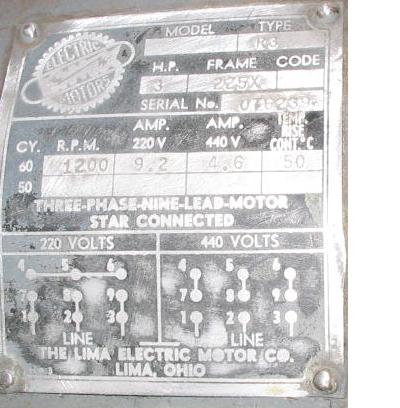 ELECTRIC
MOTORS
MODEL TYPE
R3
H.P. FRAME CODE
3 225X
SERIAL No.
AMP. AMP. TEMP. RISE
CY. R.P.M. 220 V 440 V CONT °C
60 1200 9.2 4.6 50
50
THREE-PHASE-NINE-LEAD-MOTOR
STAR CONNECTED
220 VOLTS 440 VOLTS
4 5 6 4 5 6
7 8 9 7 8 9
1 2 3 1 2 3
LINE LINE
THE LIMA ELECTRIC MOTOR CO.
LIMA, OHIO